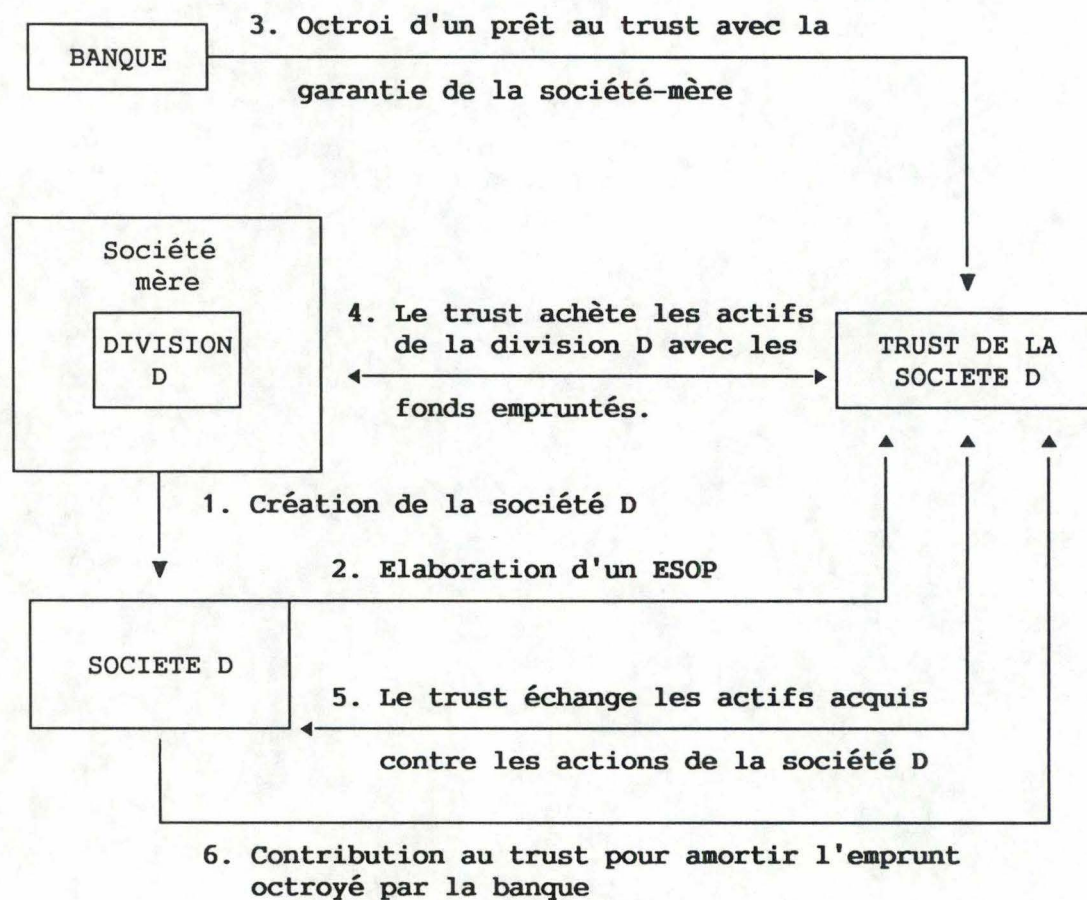 3. Octroi d'un prêt au trust avec la
BANQUE
garantie de la société-mère
Société
mère
DIVISION
D
4. Le trust achète les actifs
de la division D avec les
fonds empruntés.
TRUST DE LA
SOCIETE D
1. Création de la société D
2. Elaboration d'un ESOP
SOCIETE D
5. Le trust échange les actifs acquis
contre les actions de la société D
6. Contribution au trust pour amortir l'emprunt
octroyé par la banque